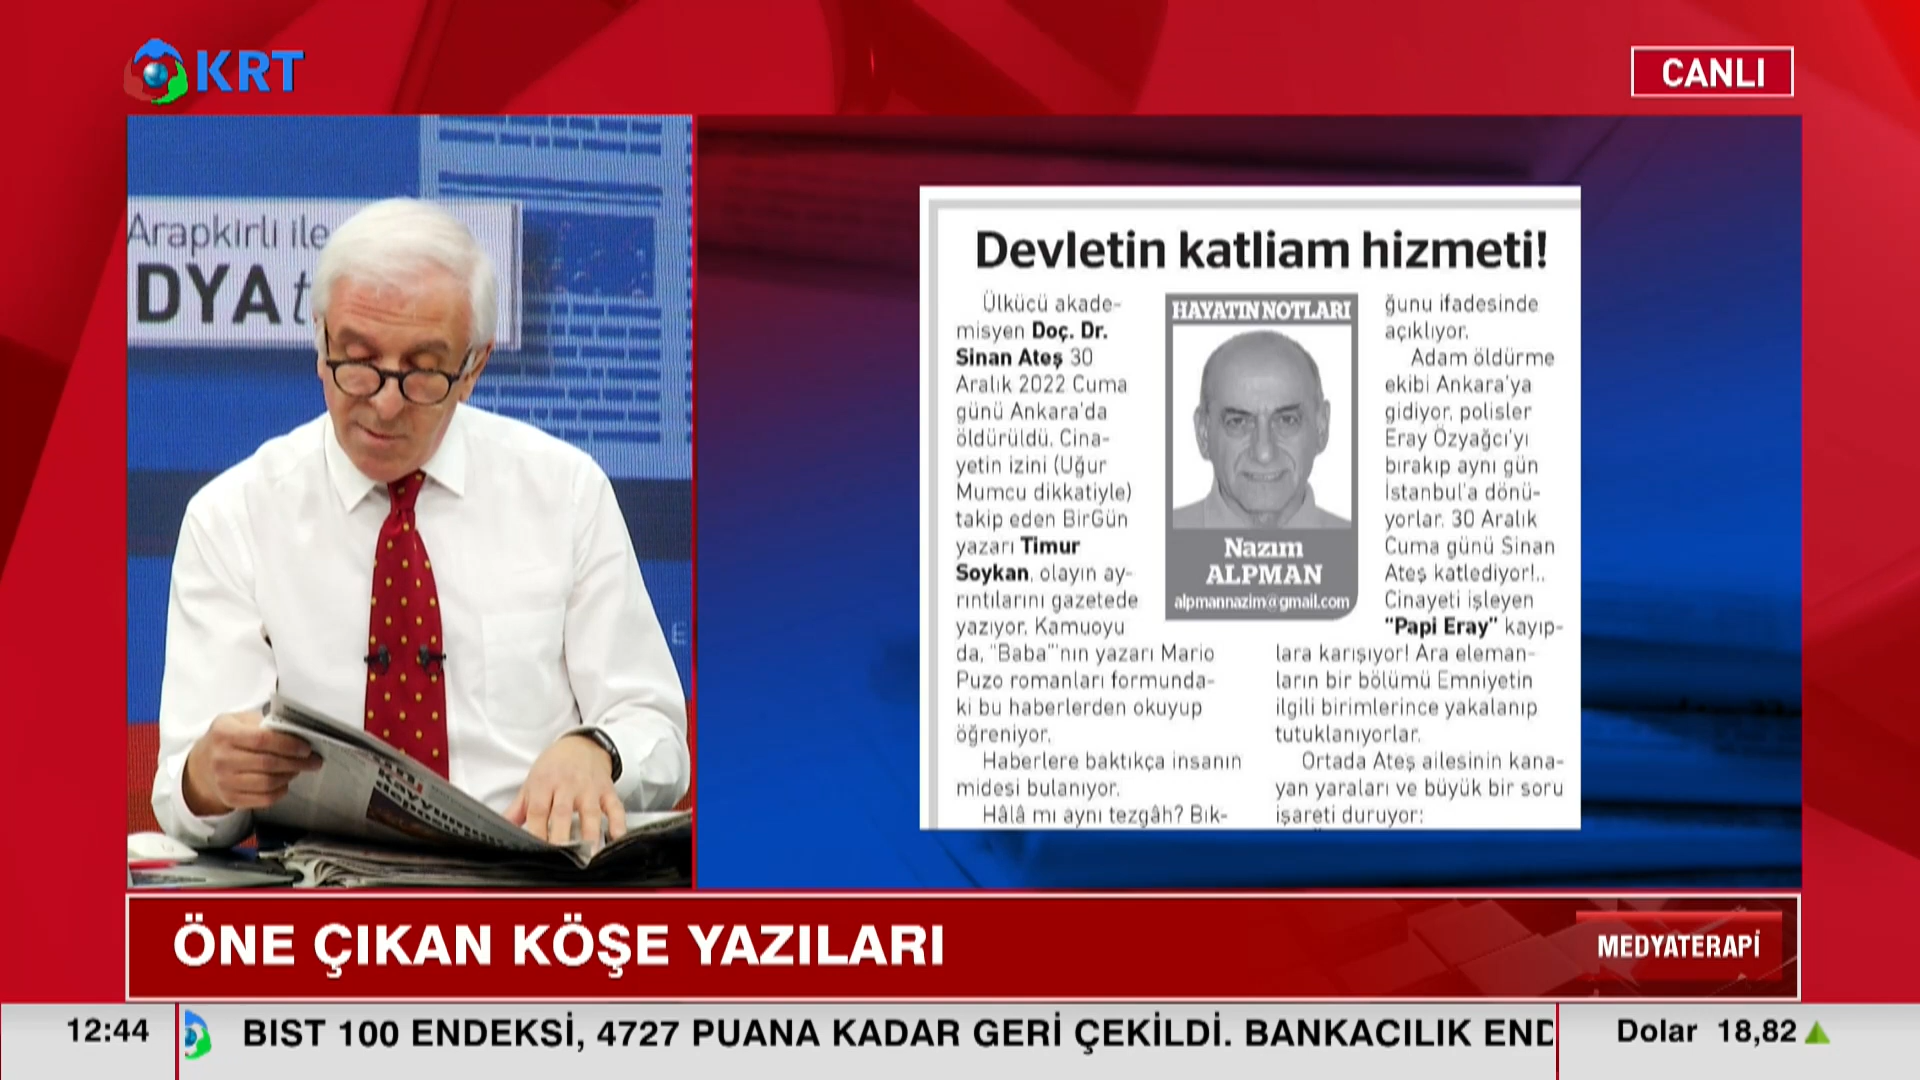 KRT
CANLI
Arapkirli ile
DYAt
Devletin katliam hizmeti!
Ülkücü akade-
misyen Doç. Dr.
Sinan Ateş 30
Aralık 2022 Cuma
günü Ankara'da
öldürüldü. Cina-
yetin izini (Uğur
Mumcu dikkatiyle)
takip eden BirGün
yazarı Timur
Soykan, olayın ay-
rıntılarını gazetede
yazıyor. Kamuoyu
da, "Baba"'nın yazarı Mario
Puzo romanları formunda-
ki bu haberlerden okuyup
öğreniyor.
Haberlere baktıkça insanın
midesi bulanıyor.
Hâlâ mı aynı tezgâh? Bık-
HAYATIN NOTLARI
Nazım
ALPMAN
alpmannazim@gmail.com
ğunu ifadesinde
açıklıyor.
Adam öldürme
ekibi Ankara'ya
gidiyor, polisler
Eray Özyağcı'yı
bırakıp aynı gün
İstanbul'a dönü-
yorlar. 30 Aralık
Cuma günü Sinan
Ateş katlediyor!..
Cinayeti işleyen
"Papi Eray" kayıp-
lara karışıyor! Ara eleman-
ların bir bölümü Emniyetin
ilgili birimlerince yakalanıp
tutuklanıyorlar.
Ortada Ateş ailesinin kana-
yan yaraları ve büyük bir soru
işareti duruyor:
ÖNE ÇIKAN KÖŞE YAZILARI
MEDYATERAPİ
12:44
BIST 100 ENDEKSİ, 4727 PUANA KADAR GERİ ÇEKİLDİ. BANKACILIK END
Dolar 18,82